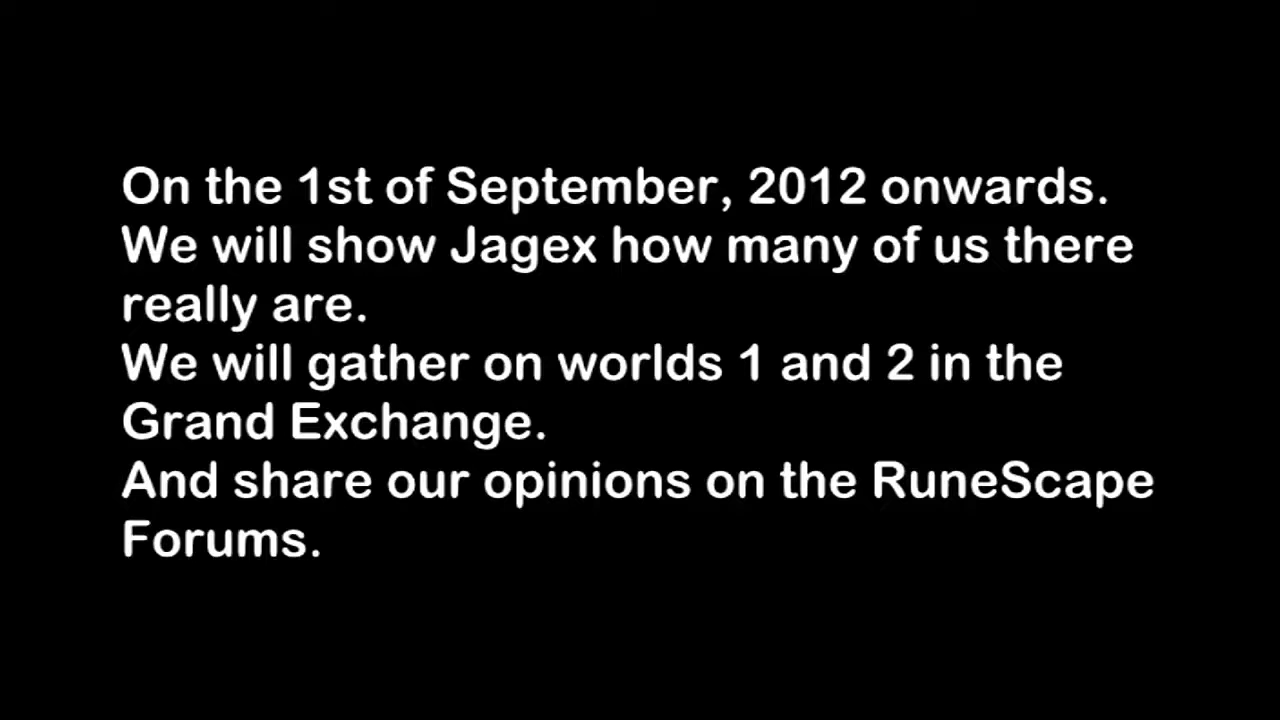 On the 1st of September, 2012 onwards.
We will show Jagex how many of us there
really are.
We will gather on worlds 1 and 2 in the
Grand Exchange.
And share our opinions on the RuneScape
Forums.